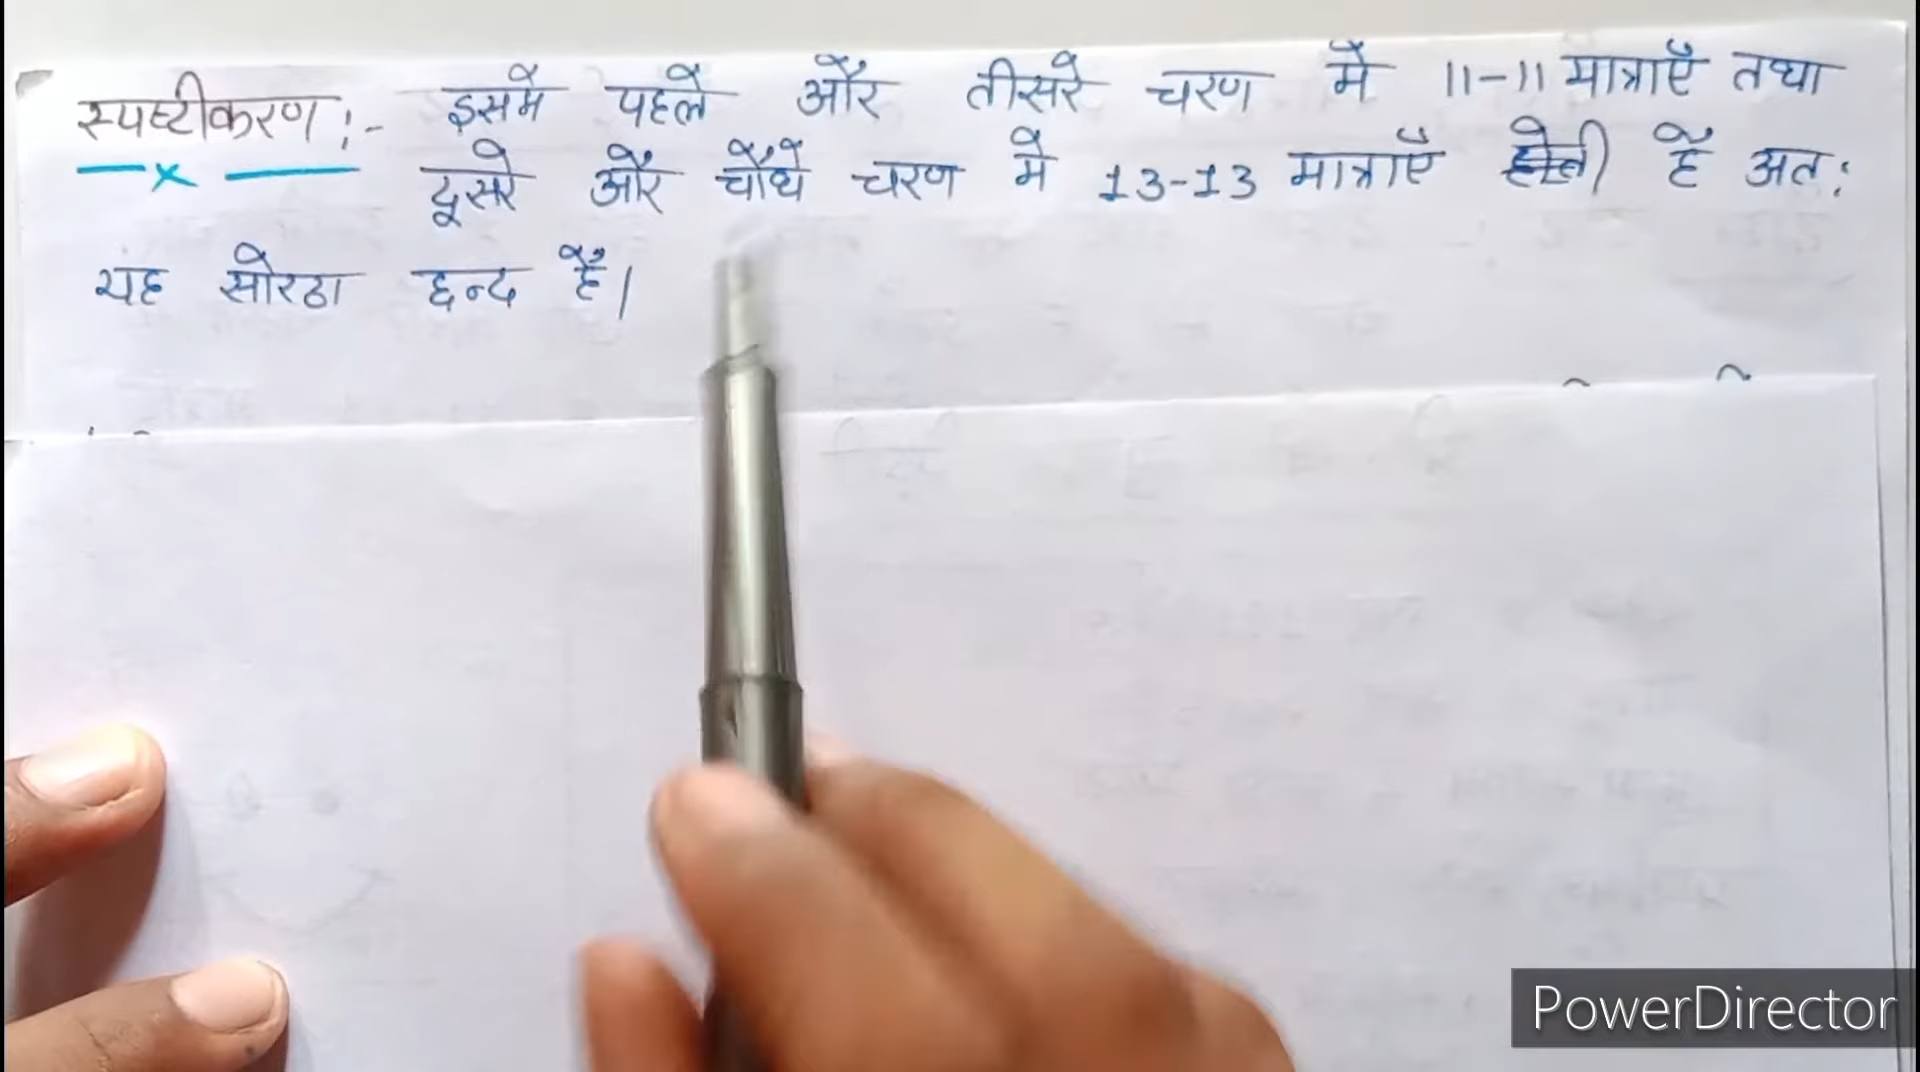 स्पष्टीकरण :- इसमें पहले और तीसरे चरण में 11-11 मात्राएँ तथा
दूसरे और चौथे चरण में 13-13 मात्राएँ होती हैं अतः
यह सोरठा छन्द है।
PowerDirector